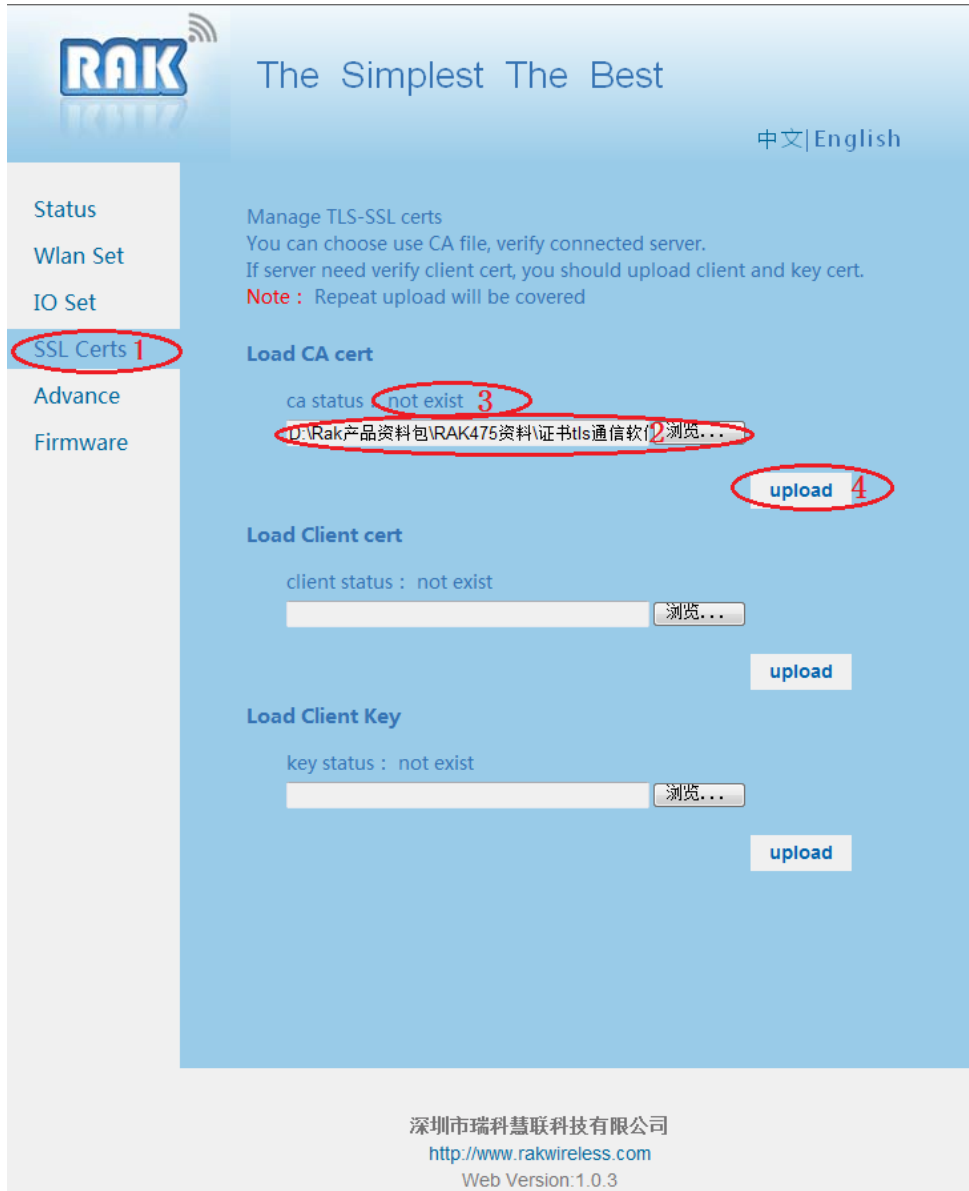 RAK
The Simplest The Best
中文|English
Status
Wlan Set
IO Set
SSL Certs 1
Advance
Firmware
Manage TLS-SSL certs
You can choose use CA file, verify connected server.
If server need verify client cert, you should upload client and key cert.
Note： Repeat upload will be covered
Load CA cert
ca status： not exist 3
D:\Rak产品资料包\RAK475资料\证书tls通信软 2 浏览...
upload 4
Load Client cert
client status： not exist
浏览...
upload
Load Client Key
key status： not exist
浏览...
upload
深圳市瑞科慧联科技有限公司
http://www.rakwireless.com
Web Version:1.0.3